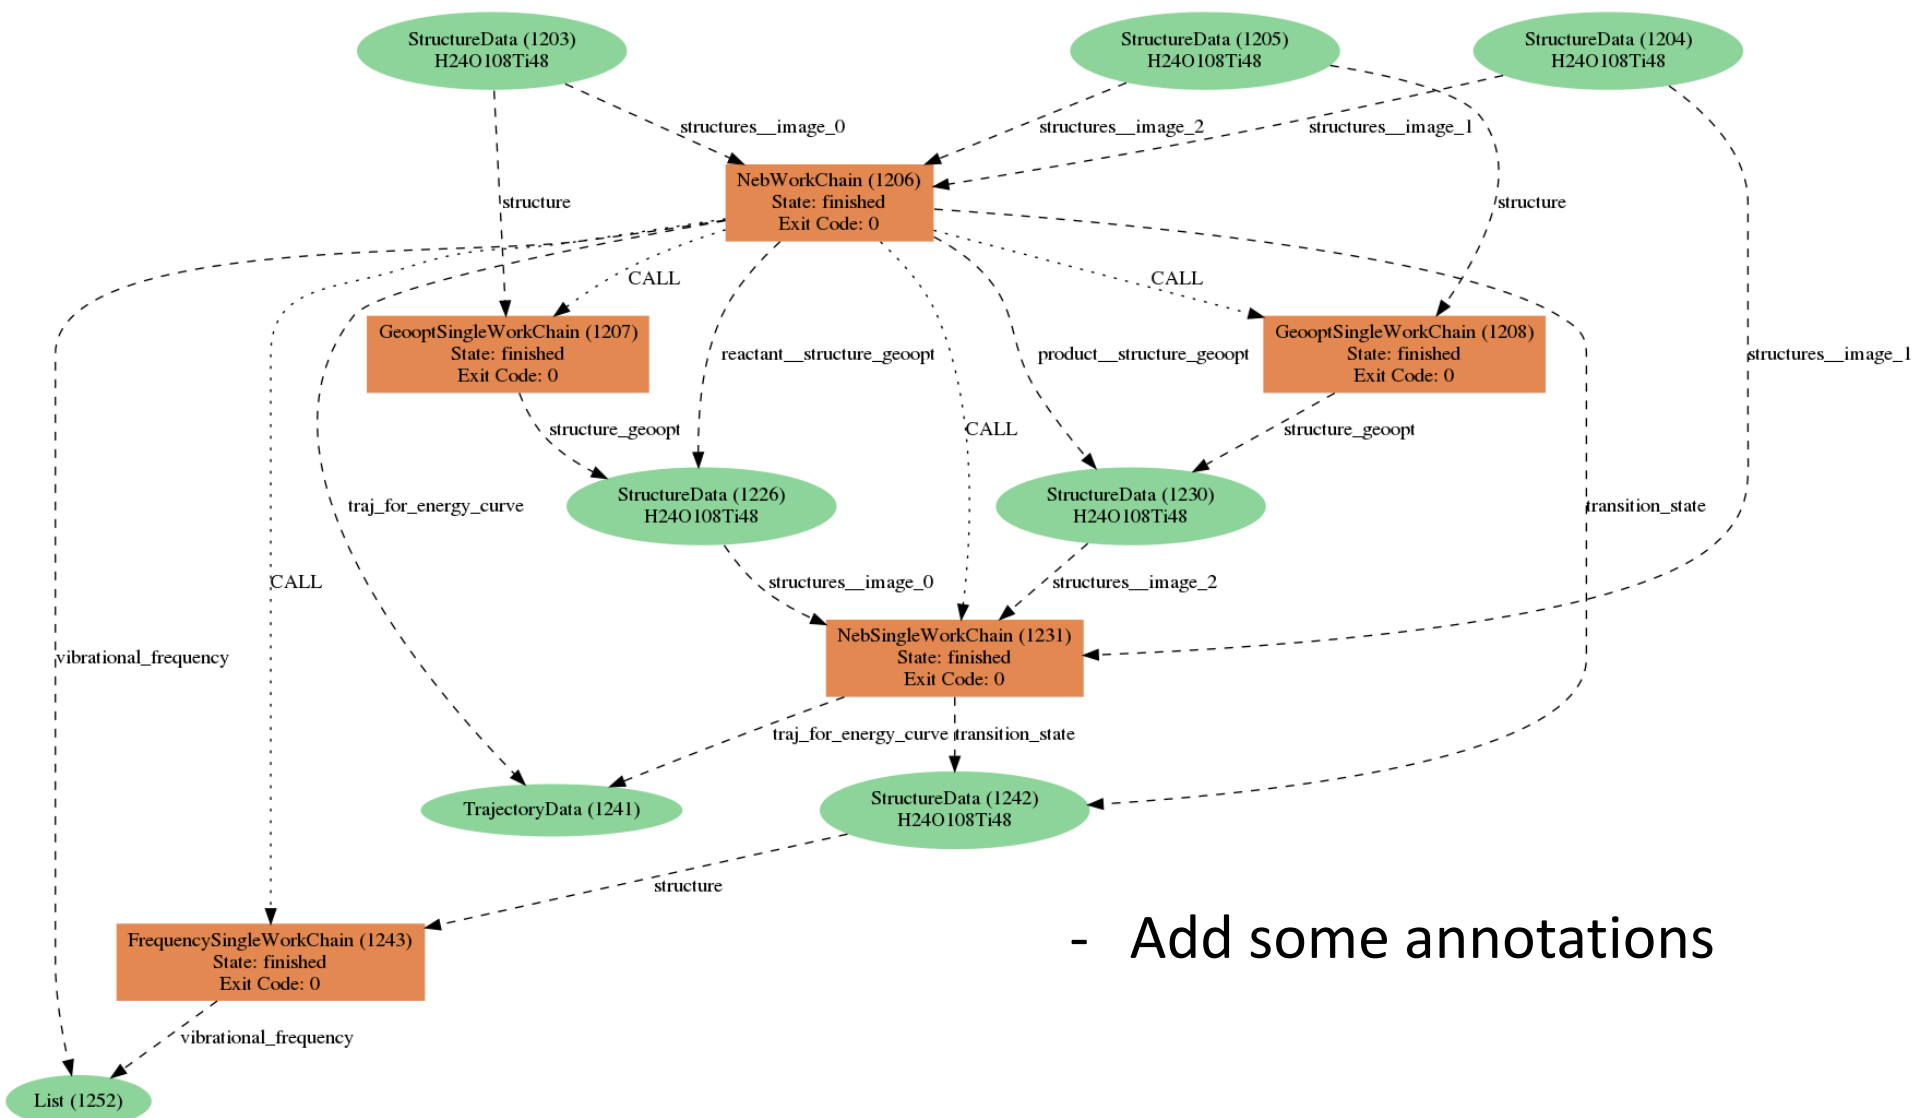 StructureData (1203)
H24O108Ti48
StructureData (1205)
H24O108Ti48
StructureData (1204)
H24O108Ti48
structures__image_0
structures__image_2
structures__image_1
NebWorkChain (1206)
State: finished
Exit Code: 0
structure
structure
CALL
CALL
GeooptSingleWorkChain (1207)
State: finished
Exit Code: 0
reactant__structure_geoopt
product__structure_geoopt
GeooptSingleWorkChain (1208)
State: finished
Exit Code: 0
structures__image_1
structure_geoopt
CALL
structure_geoopt
traj_for_energy_curve
StructureData (1226)
H24O108Ti48
StructureData (1230)
H24O108Ti48
transition_state
CALL
structures__image_0
structures__image_2
vibrational_frequency
NebSingleWorkChain (1231)
State: finished
Exit Code: 0
traj_for_energy_curve
transition_state
TrajectoryData (1241)
StructureData (1242)
H24O108Ti48
structure
FrequencySingleWorkChain (1243)
State: finished
Exit Code: 0
- Add some annotations
vibrational_frequency
List (1252)